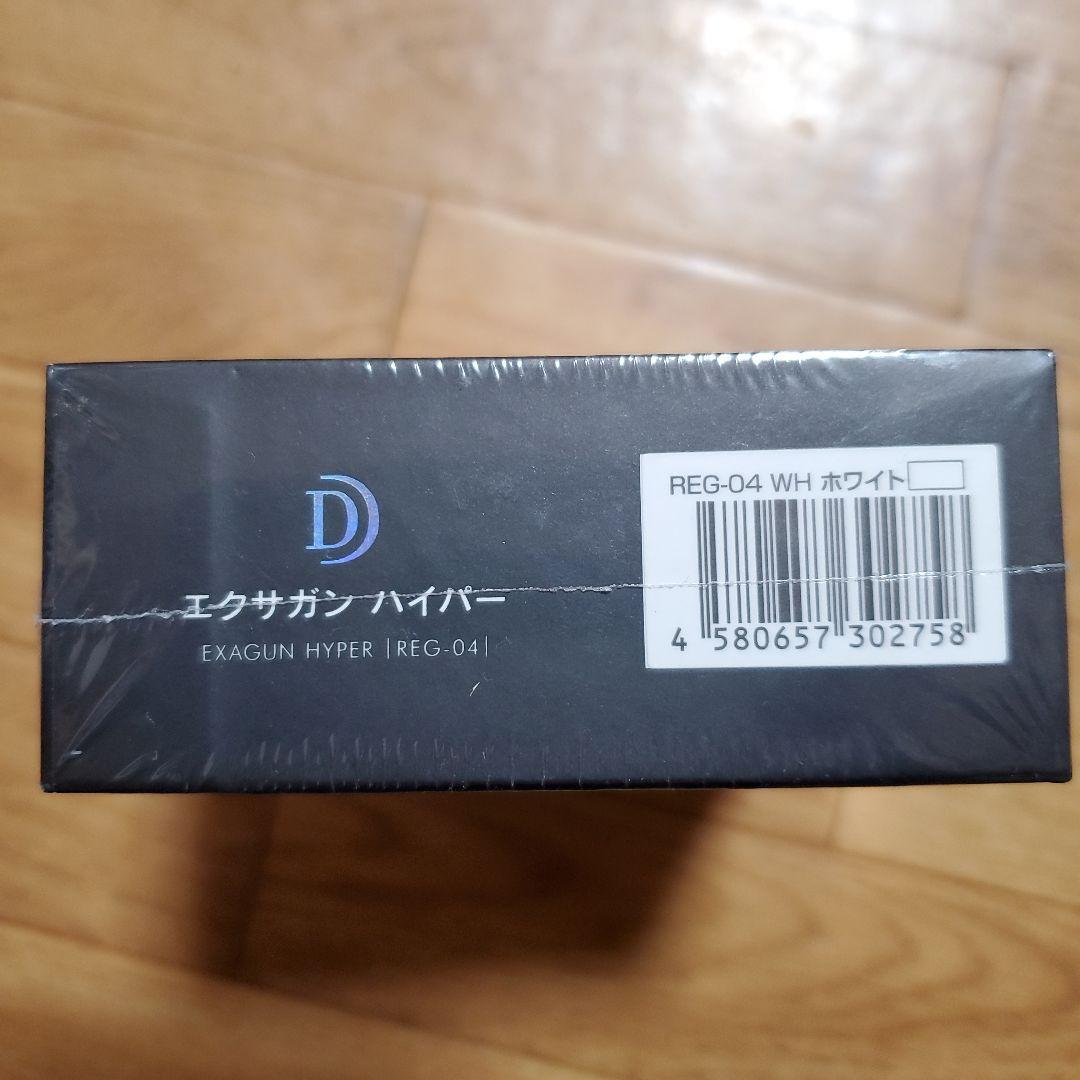 D
エクサガン ハイパー
EXAGUN HYPER |REG-04|
REG-04 WH ホワイト
4 580657 302758